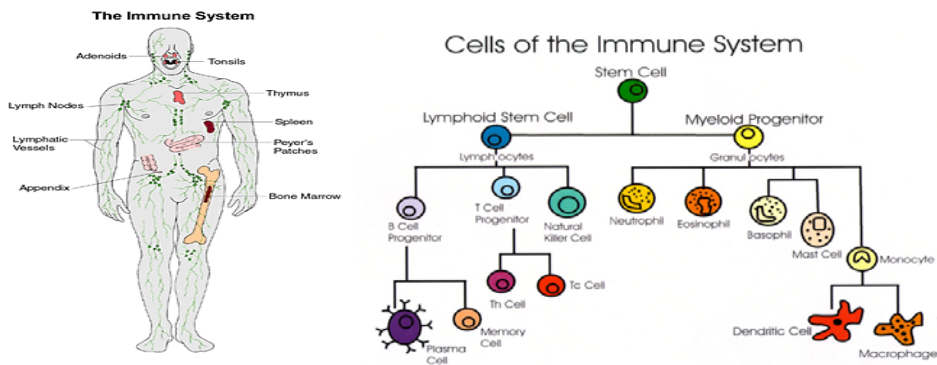 The Immune System
Adenoids
Tonsils
Thymus
Lymph Nodes
Spleen
Lymphatic
Vessels
Peyer's
Patches
Appendix
Bone Marrow
Cells of the Immune System
Stem Cell
Lymphoid Stem Cell
Myeloid Progenitor
Lymphocytes
Granulocytes
B Cell
Progenitor
T Cell
Progenitor
Natural
Killer Cell
Neutrophil
Eosinophil
Basophil
Mast Cell
Monocyte
Th Cell
Tc Cell
Plasma
Cell
Memory
Cell
Dendritic Cell
Macrophage